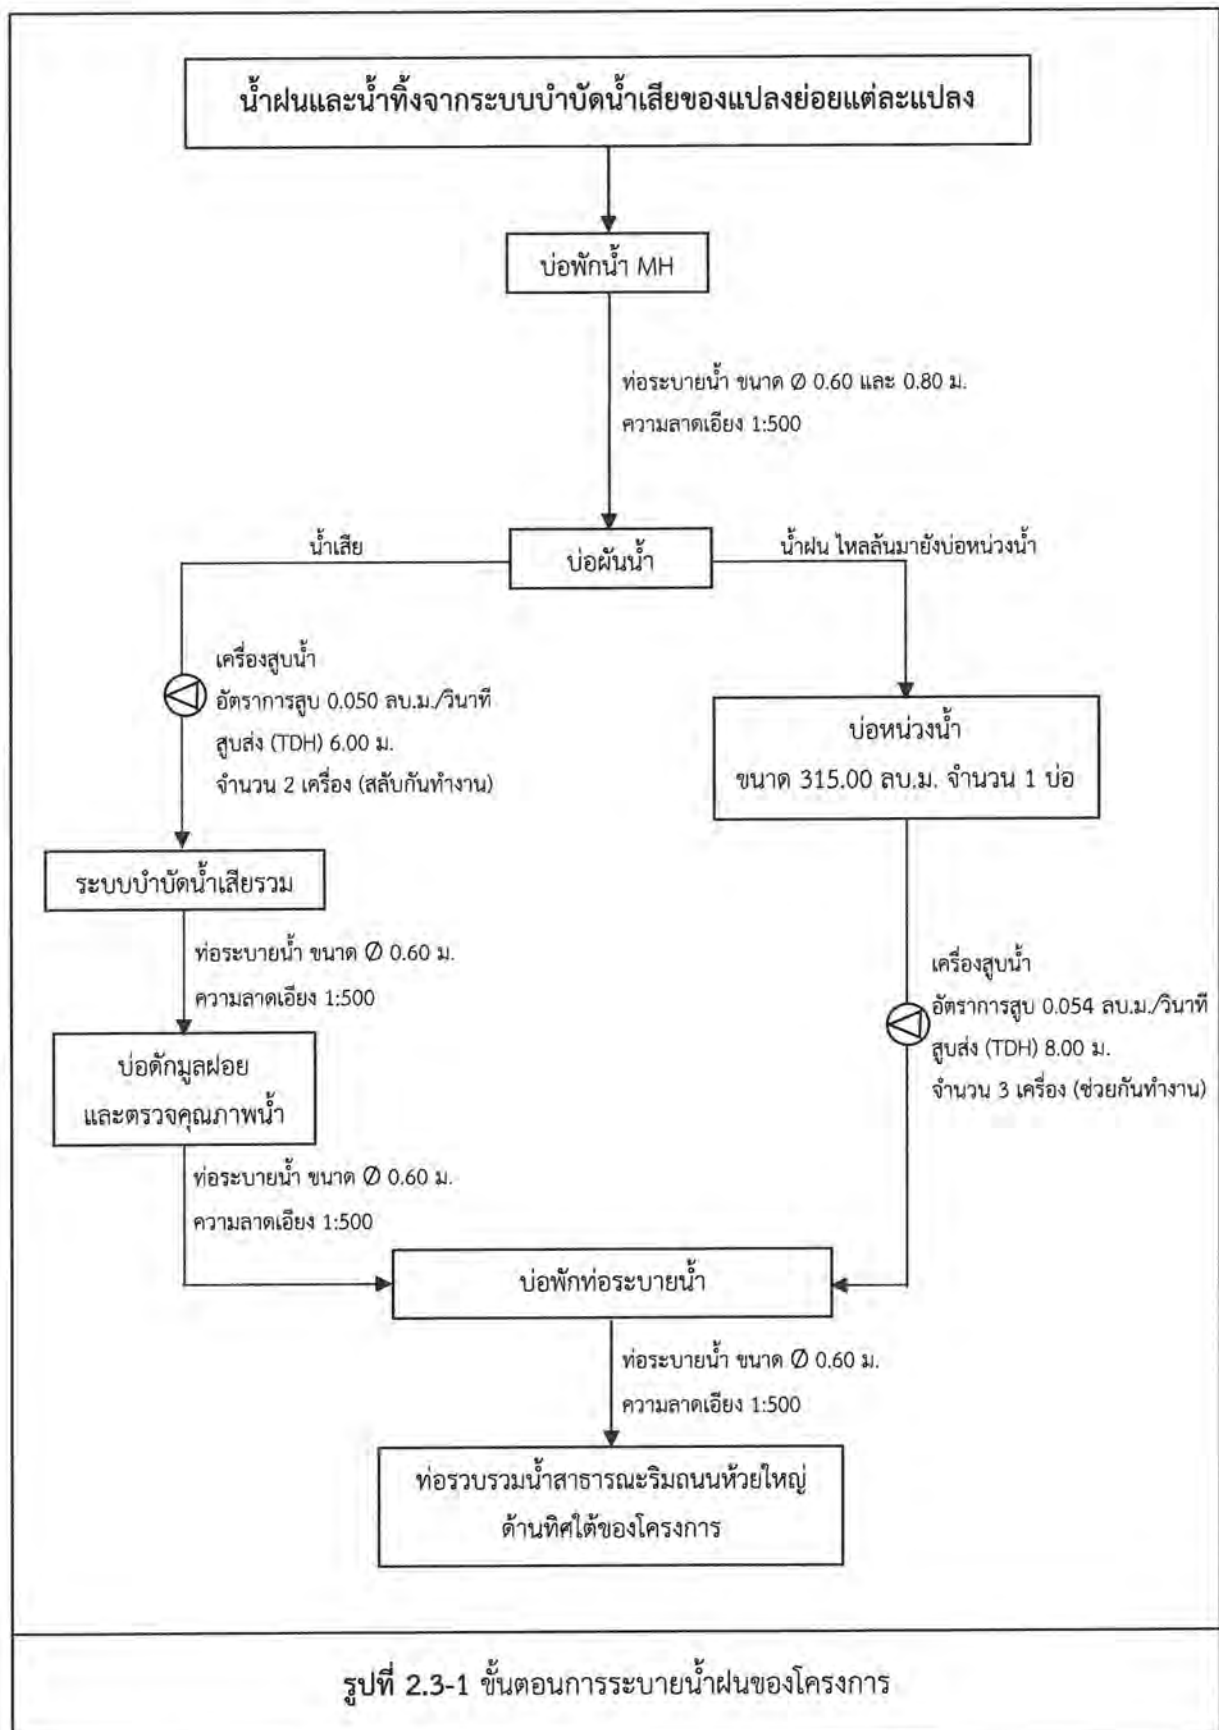 น้ำฝนและน้ำทิ้งจากระบบบำบัดน้ำเสียของแปลงย่อยแต่ละแปลง
บ่อพักน้ำ MH
ท่อระบายน้ำ ขนาด Ø 0.60 และ 0.80 ม.
ความลาดเอียง 1:500
น้ำเสีย
บ่อผันน้ำ
น้ำฝน ไหลล้นมายังบ่อหน่วงน้ำ
เครื่องสูบน้ำ
อัตราการสูบ 0.050 ลบ.ม./วินาที
สูบส่ง (TDH) 6.00 ม.
จำนวน 2 เครื่อง (สลับกันทำงาน)
บ่อหน่วงน้ำ
ขนาด 315.00 ลบ.ม. จำนวน 1 บ่อ
ระบบบำบัดน้ำเสียรวม
ท่อระบายน้ำ ขนาด Ø 0.60 ม.
ความลาดเอียง 1:500
เครื่องสูบน้ำ
อัตราการสูบ 0.054 ลบ.ม./วินาที
สูบส่ง (TDH) 8.00 ม.
จำนวน 3 เครื่อง (ช่วยกันทำงาน)
บ่อดักมูลฝอย
และตรวจคุณภาพน้ำ
ท่อระบายน้ำ ขนาด Ø 0.60 ม.
ความลาดเอียง 1:500
บ่อพักท่อระบายน้ำ
ท่อระบายน้ำ ขนาด Ø 0.60 ม.
ความลาดเอียง 1:500
ท่อรวบรวมน้ำสาธารณะริมถนนห้วยใหญ่
ด้านทิศใต้ของโครงการ
รูปที่ 2.3-1 ขั้นตอนการระบายน้ำฝนของโครงการ